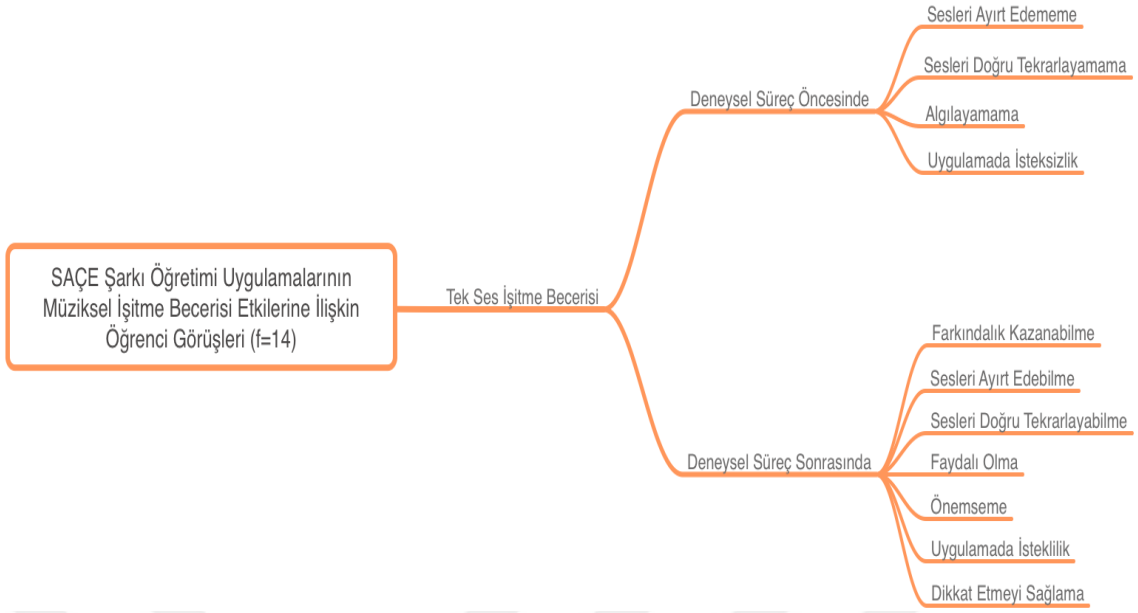 SAÇE Şarkı Öğretimi Uygulamalarının
Müziksel İşitme Becerisi Etkilerine İlişkin
Öğrenci Görüşleri (f=14)
Tek Ses İşitme Becerisi
Deneysel Süreç Öncesinde
Sesleri Ayırt Edememe
Sesleri Doğru Tekrarlayamama
Algılayamama
Uygulamada İsteksizlik
Deneysel Süreç Sonrasında
Farkındalık Kazanabilme
Sesleri Ayırt Edebilme
Sesleri Doğru Tekrarlayabilme
Faydalı Olma
Önemseme
Uygulamada İsteklilik
Dikkat Etmeyi Sağlama